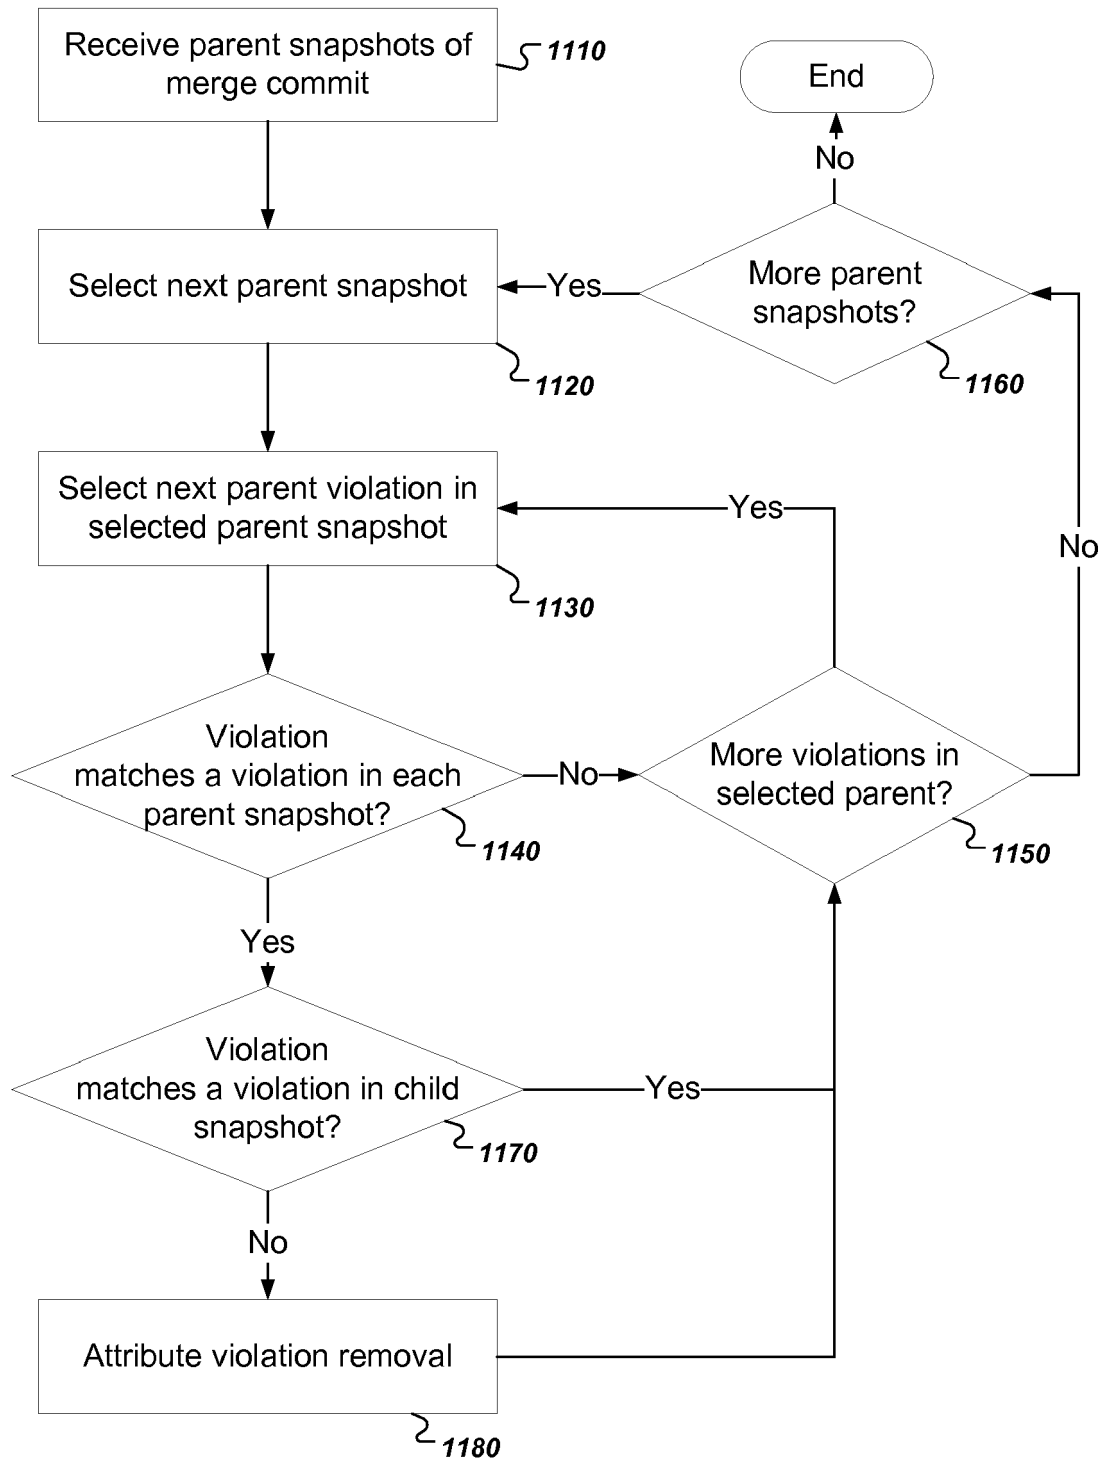 Receive parent snapshots of
merge commit
1110
End
No
Select next parent snapshot
Yes
More parent
snapshots?
1120
1160
Select next parent violation in
selected parent snapshot
Yes
No
1130
Violation
matches a violation in each
parent snapshot?
No
More violations in
selected parent?
1140
1150
Yes
Violation
matches a violation in child
snapshot?
Yes
1170
No
Attribute violation removal
1180